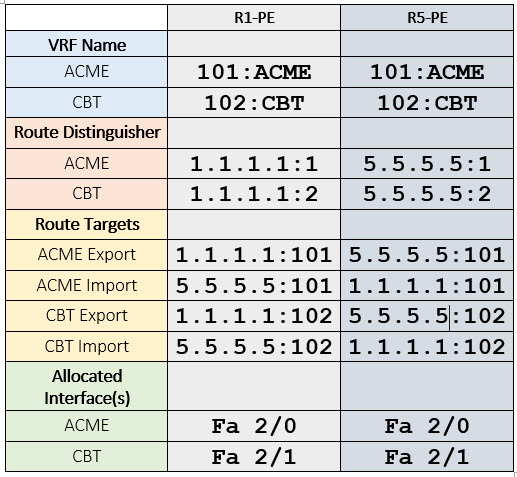 R1-PE R5-PE
VRF Name
ACME 101:ACME 101:ACME
CBT 102:CBT 102:CBT
Route Distinguisher
ACME 1.1.1.1:1 5.5.5.5:1
CBT 1.1.1.1:2 5.5.5.5:2
Route Targets
ACME Export 1.1.1.1:101 5.5.5.5:101
ACME Import 5.5.5.5:101 1.1.1.1:101
CBT Export 1.1.1.1:102 5.5.5.5:102
CBT Import 5.5.5.5:102 1.1.1.1:102
Allocated
Interface(s)
ACME Fa 2/0 Fa 2/0
CBT Fa 2/1 Fa 2/1